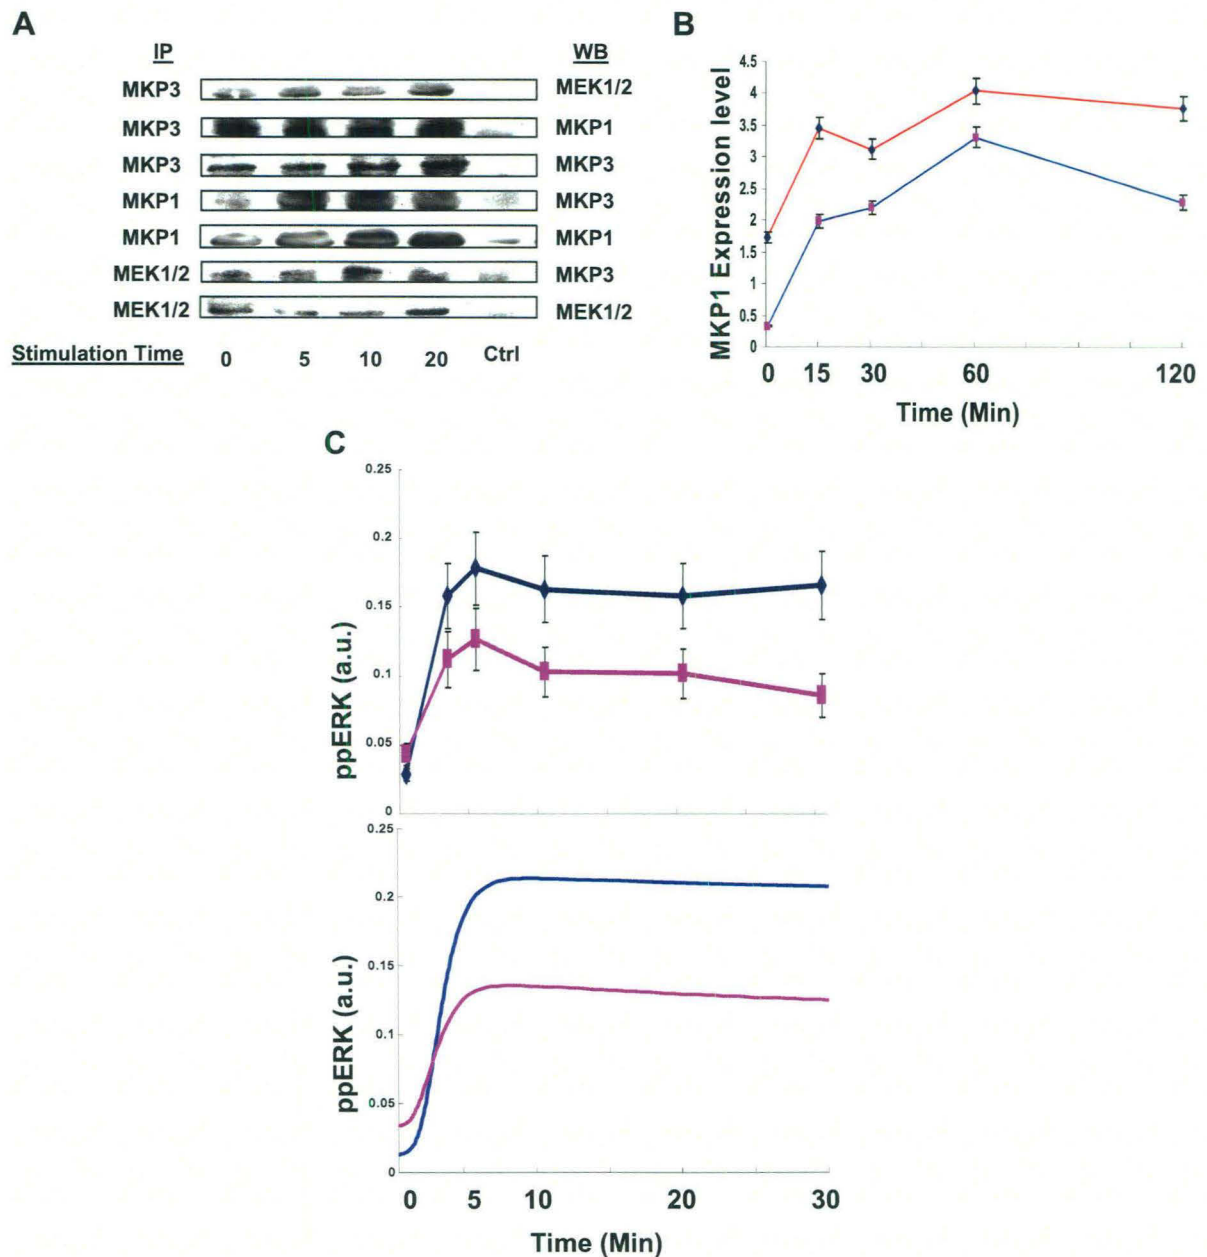 A
IP
WB
MKP3
MEK1/2
MKP3
MKP1
MKP3
MKP3
MKP1
MKP3
MKP1
MKP1
MEK1/2
MKP3
MEK1/2
MEK1/2
Stimulation Time 0 5 10 20 Ctrl
B
MKP1 Expression level
4.5
4
3.5
3
2.5
2
1.5
1
0.5
0
0 15 30 60 120
Time (Min)
C
ppERK (a.u.)
0.25
0.2
0.15
0.1
0.05
0
ppERK (a.u.)
0.25
0.2
0.15
0.1
0.05
0
0 5 10 20 30
Time (Min)